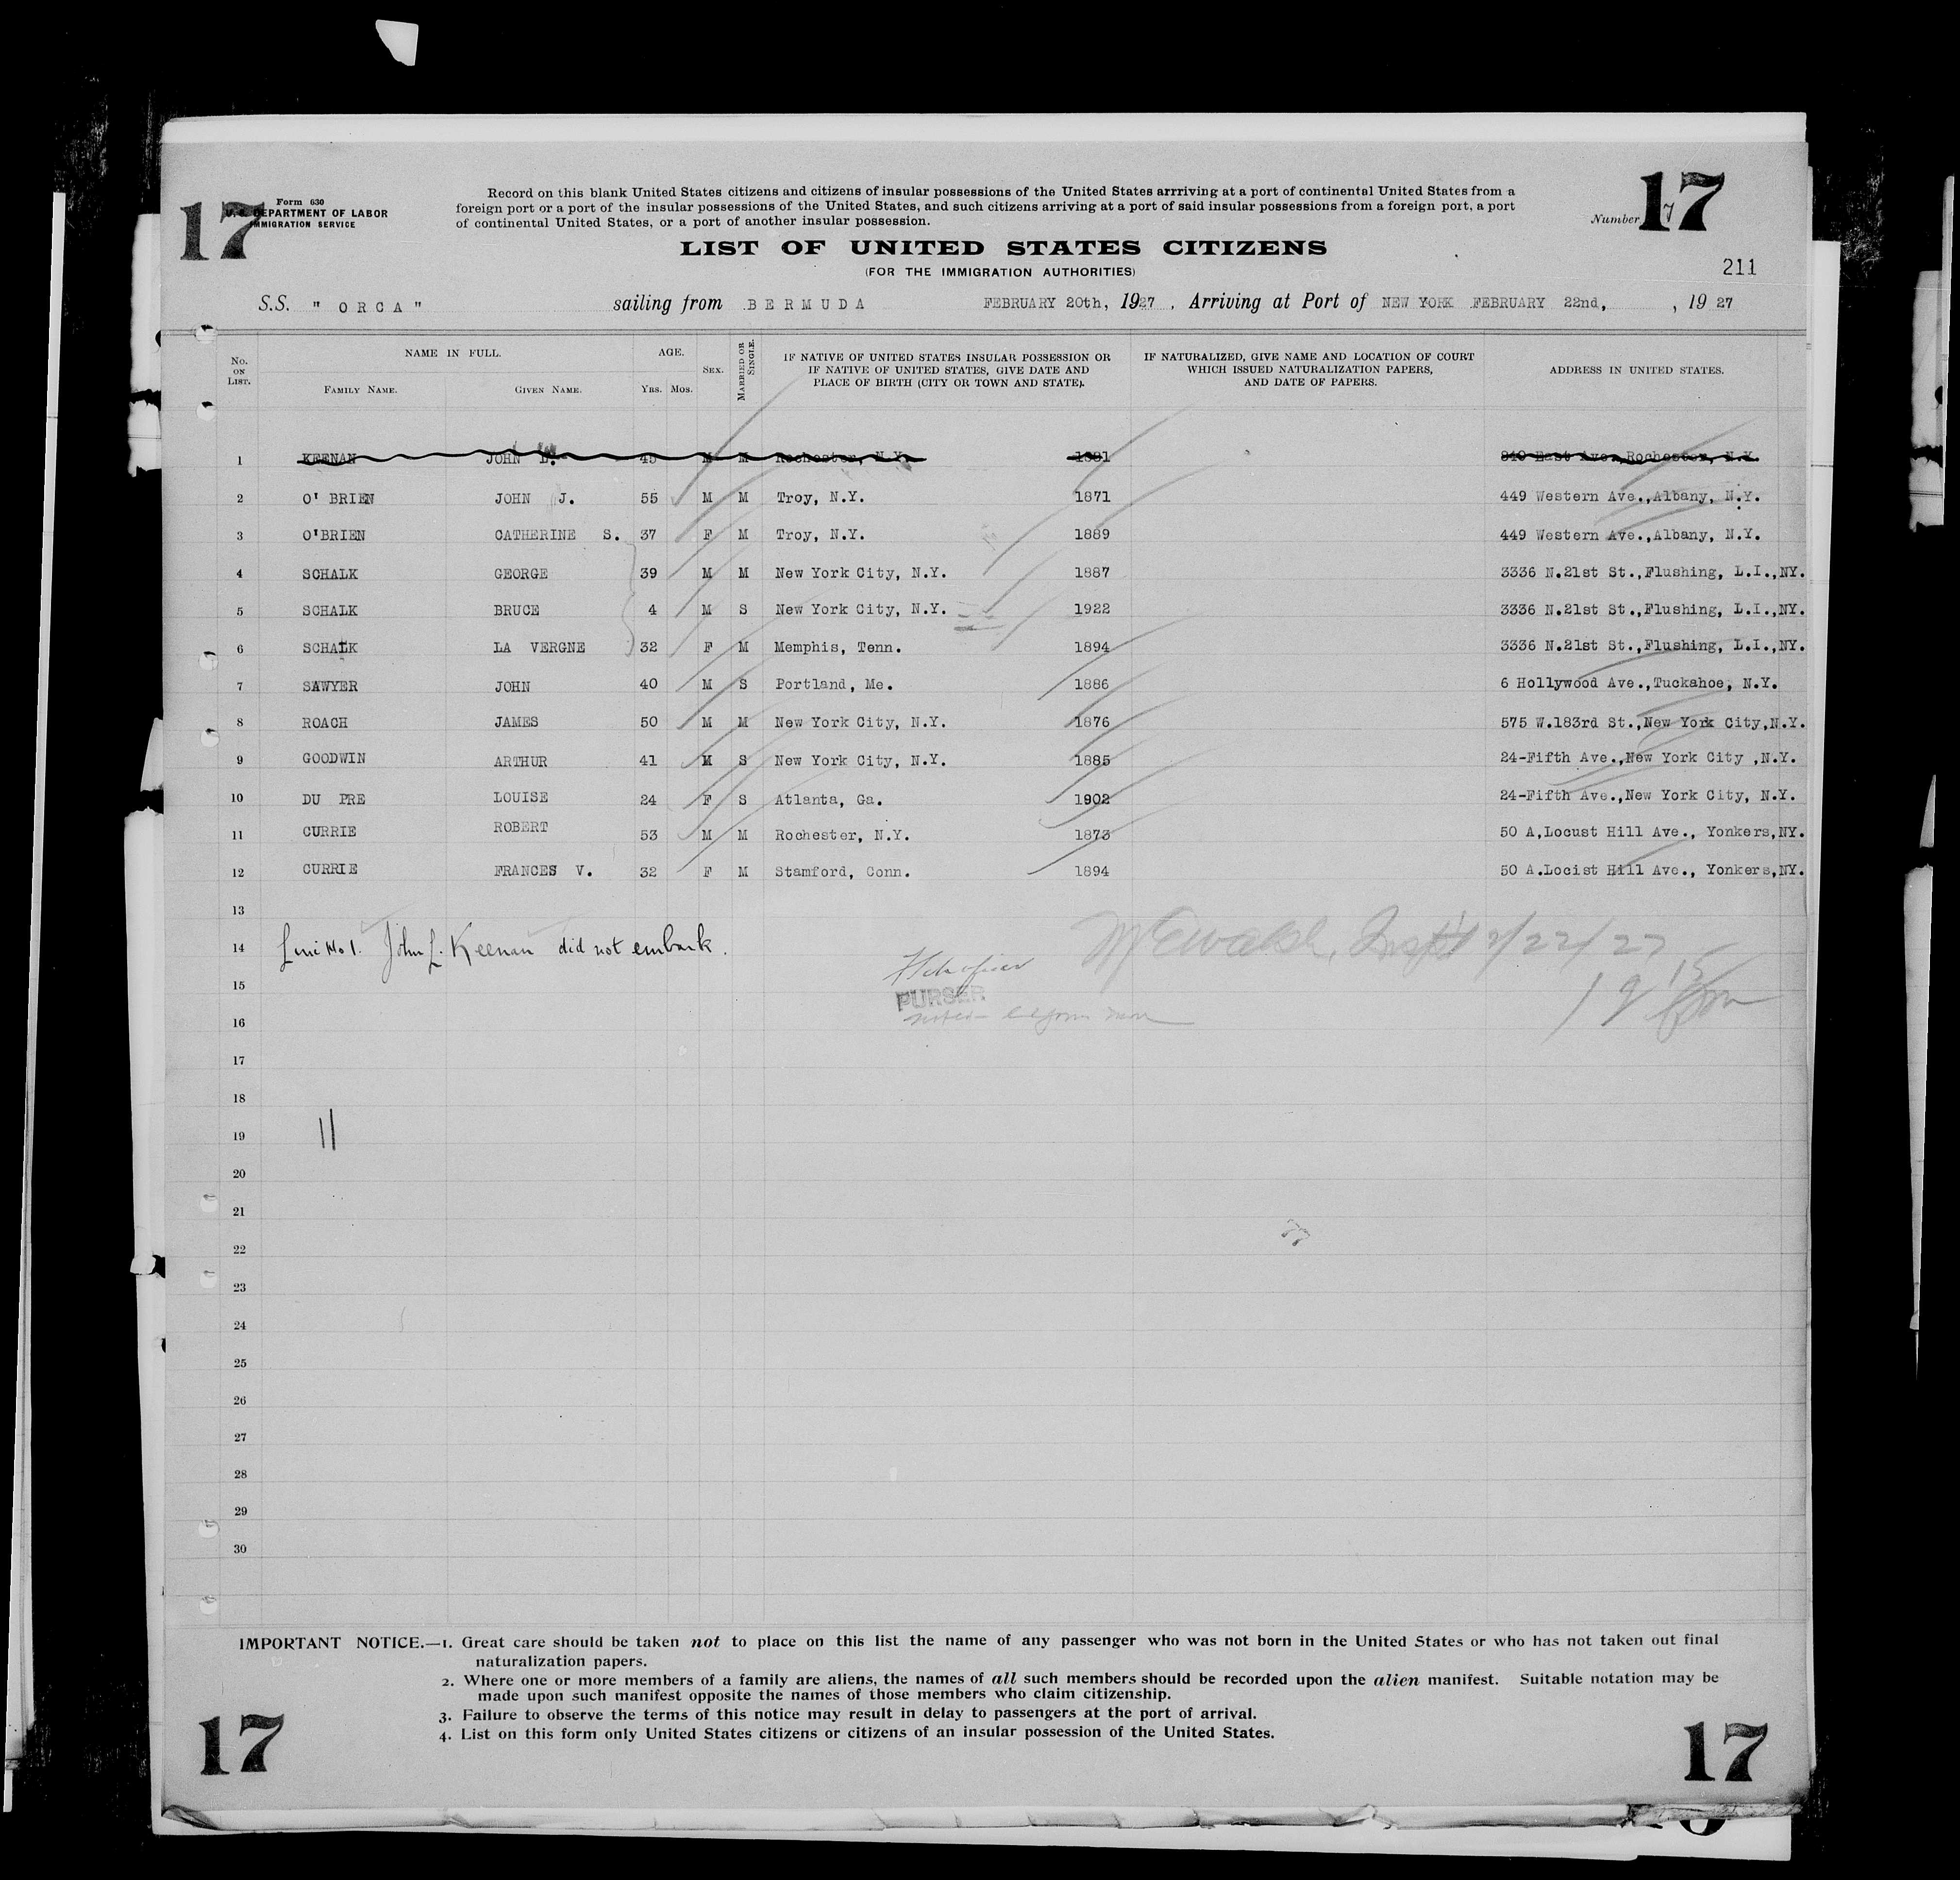 17
Form 630
U. S. DEPARTMENT OF LABOR
IMMIGRATION SERVICE
Record on this blank United States citizens and citizens of insular possessions of the United States arrriving at a port of continental United States from a
foreign port or a port of the insular possessions of the United States, and such citizens arriving at a port of said insular possessions from a foreign port, a port
of continental United States, or a port of another insular possession.
Number 17
LIST OF UNITED STATES CITIZENS
(FOR THE IMMIGRATION AUTHORITIES)
211
S.S. " ORCA " sailing from BERMUDA FEBRUARY 20th, 1927, Arriving at Port of NEW YORK FEBRUARY 22nd, , 1927
No. ON LIST. NAME IN FULL. FAMILY NAME. GIVEN NAME. AGE. YRS. MOS. SEX. MARRIED OR SINGLE. IF NATIVE OF UNITED STATES INSULAR POSSESSION OR IF NATIVE OF UNITED STATES, GIVE DATE AND PLACE OF BIRTH (CITY OR TOWN AND STATE). IF NATURALIZED, GIVE NAME AND LOCATION OF COURT WHICH ISSUED NATURALIZATION PAPERS, AND DATE OF PAPERS. ADDRESS IN UNITED STATES.
1 KEENAN JOHN L. 45 M M Rochester, N.Y. 1881 840 East Ave.,Rochester, N.Y.
2 O' BRIEN JOHN J. 55 M M Troy, N.Y. 1871 449 Western Ave.,Albany, N.Y.
3 O'BRIEN CATHERINE S. 37 F M Troy, N.Y. 1889 449 Western Ave.,Albany, N.Y.
4 SCHALK GEORGE 39 M M New York City, N.Y. 1887 3336 N.21st St.,Flushing, L.I.,NY.
5 SCHALK BRUCE 4 M S New York City, N.Y. 1922 3336 N.21st St.,Flushing, L.I.,NY.
6 SCHALK LA VERGNE 32 F M Memphis, Tenn. 1894 3336 N.21st St.,Flushing, L.I.,NY.
7 SAWYER JOHN 40 M S Portland, Me. 1886 6 Hollywood Ave.,Tuckahoe, N.Y.
8 ROACH JAMES 50 M M New York City, N.Y. 1876 575 W.183rd St.,New York City,N.Y.
9 GOODWIN ARTHUR 41 M S New York City, N.Y. 1885 24-Fifth Ave.,New York City ,N.Y.
10 DU PRE LOUISE 24 F S Atlanta, Ga. 1902 24-Fifth Ave.,New York City, N.Y.
11 CURRIE ROBERT 53 M M Rochester, N.Y. 1873 50 A,Locust Hill Ave., Yonkers,NY.
12 CURRIE FRANCES V. 32 F M Stamford, Conn. 1894 50 A.Locist Hill Ave., Yonkers,NY.
13
14 Line No 1. John L. Keenan did not embark. 2/22/27
15 PURSER
16
17
18
19 11
20
21
22
23
24
25
26
27
28
29
30
IMPORTANT NOTICE.—1. Great care should be taken not to place on this list the name of any passenger who was not born in the United States or who has not taken out final
naturalization papers.
2. Where one or more members of a family are aliens, the names of all such members should be recorded upon the alien manifest. Suitable notation may be
made upon such manifest opposite the names of those members who claim citizenship.
3. Failure to observe the terms of this notice may result in delay to passengers at the port of arrival.
4. List on this form only United States citizens or citizens of an insular possession of the United States.
17
17